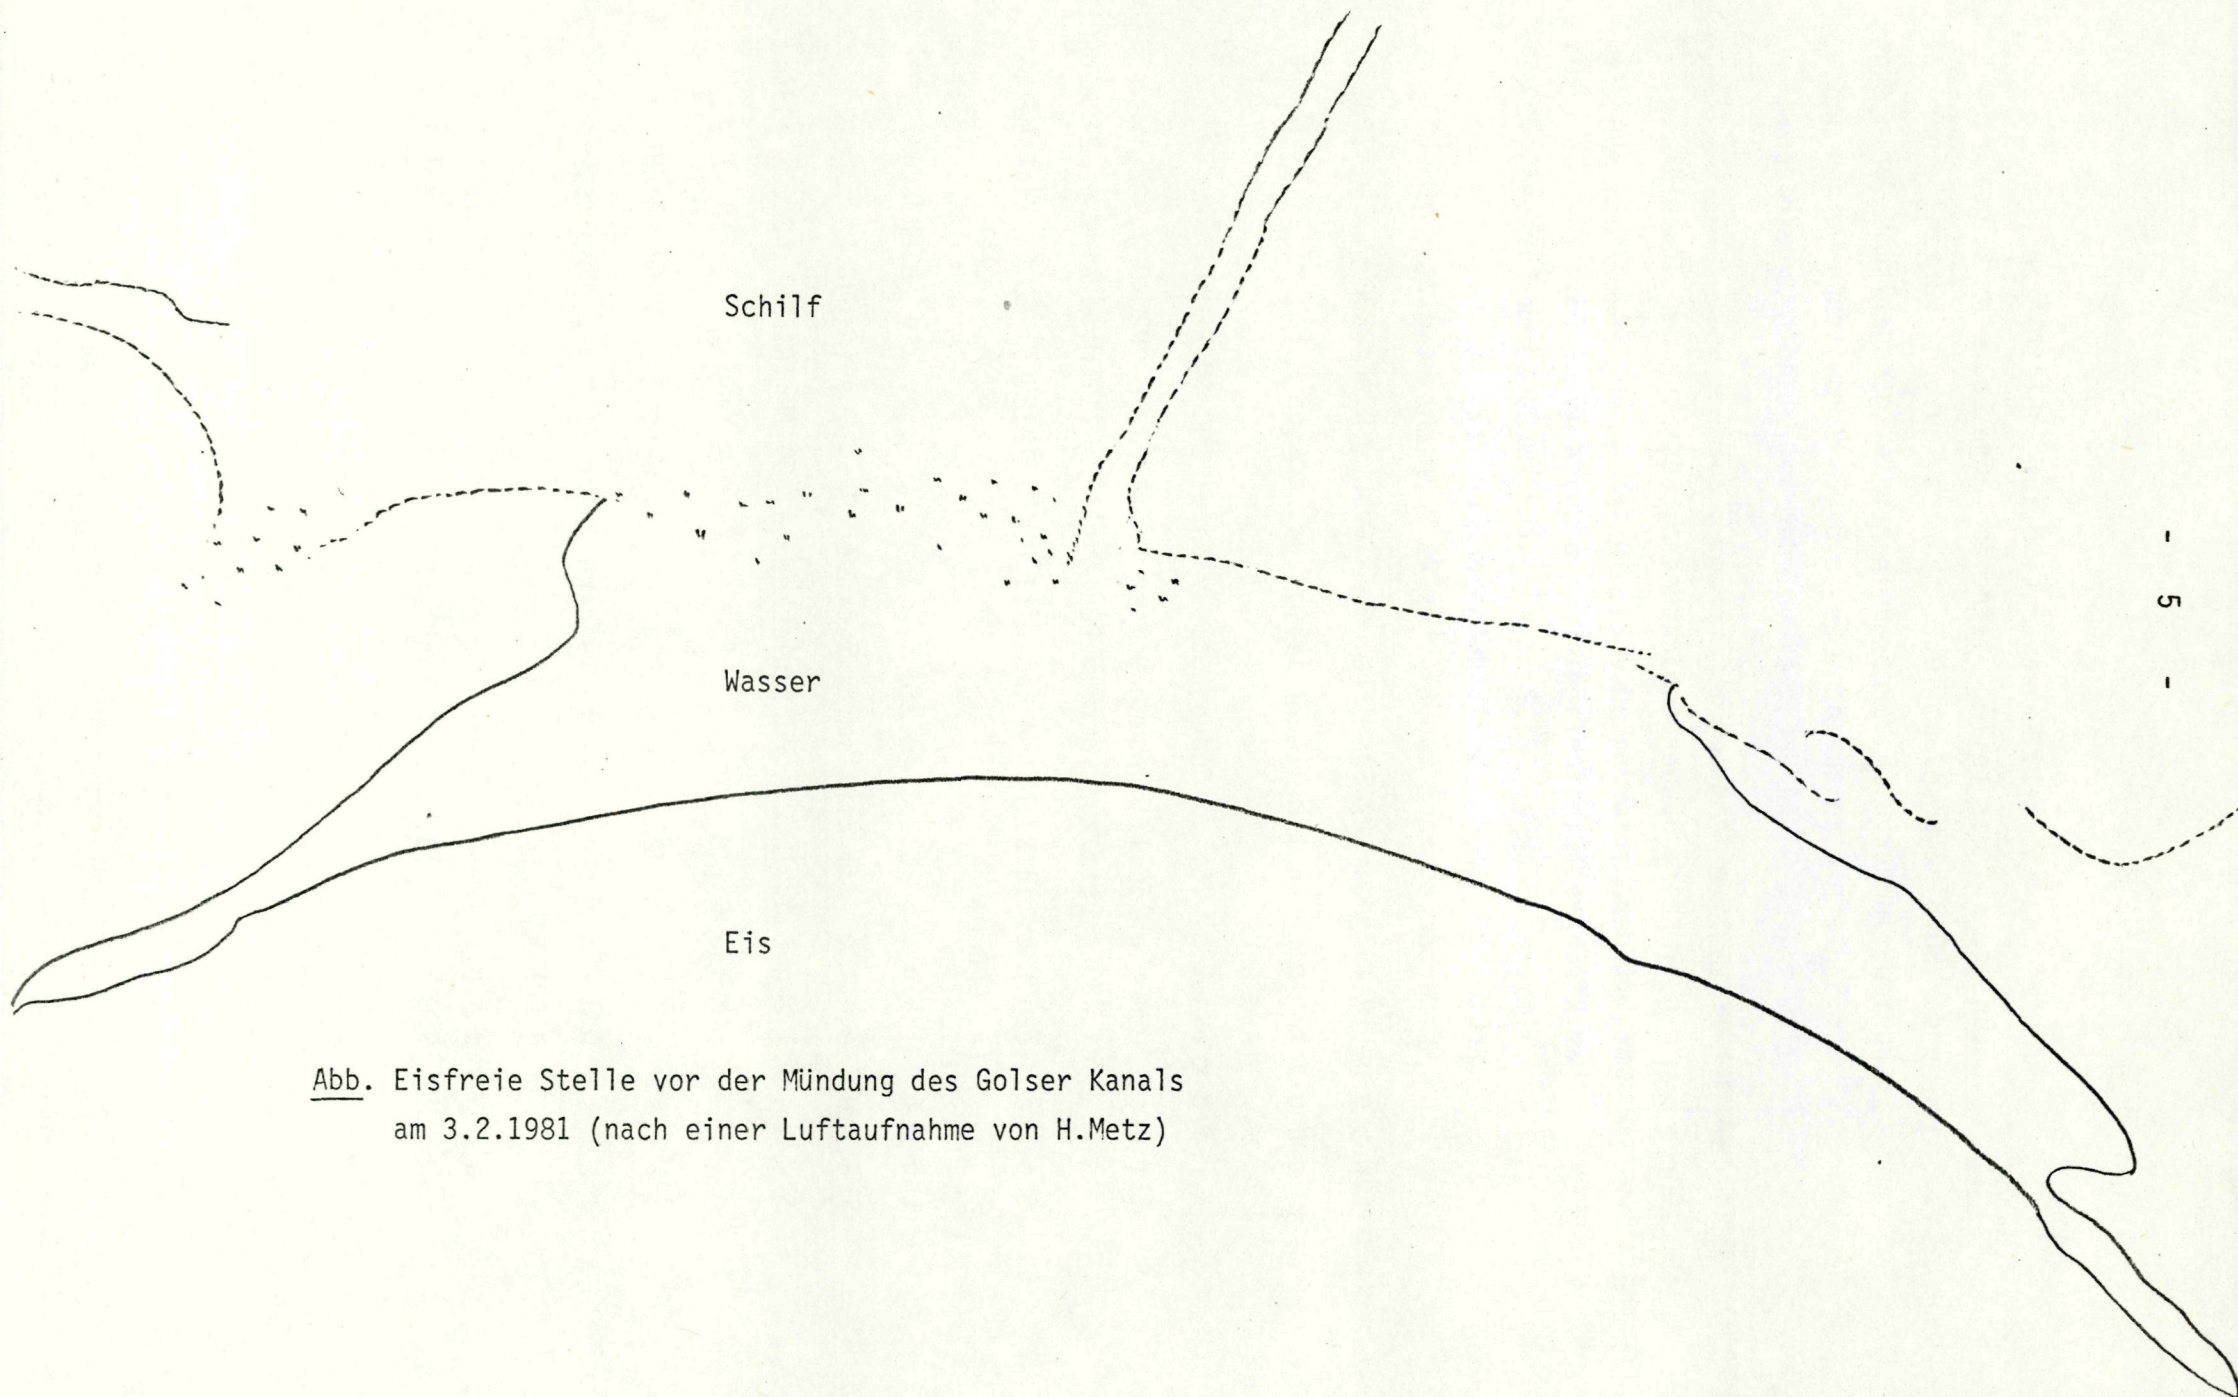 Schilf
Wasser
Eis
Abb. Eisfreie Stelle vor der Mündung des Golser Kanals
am 3.2.1981 (nach einer Luftaufnahme von H.Metz)
- 5 -